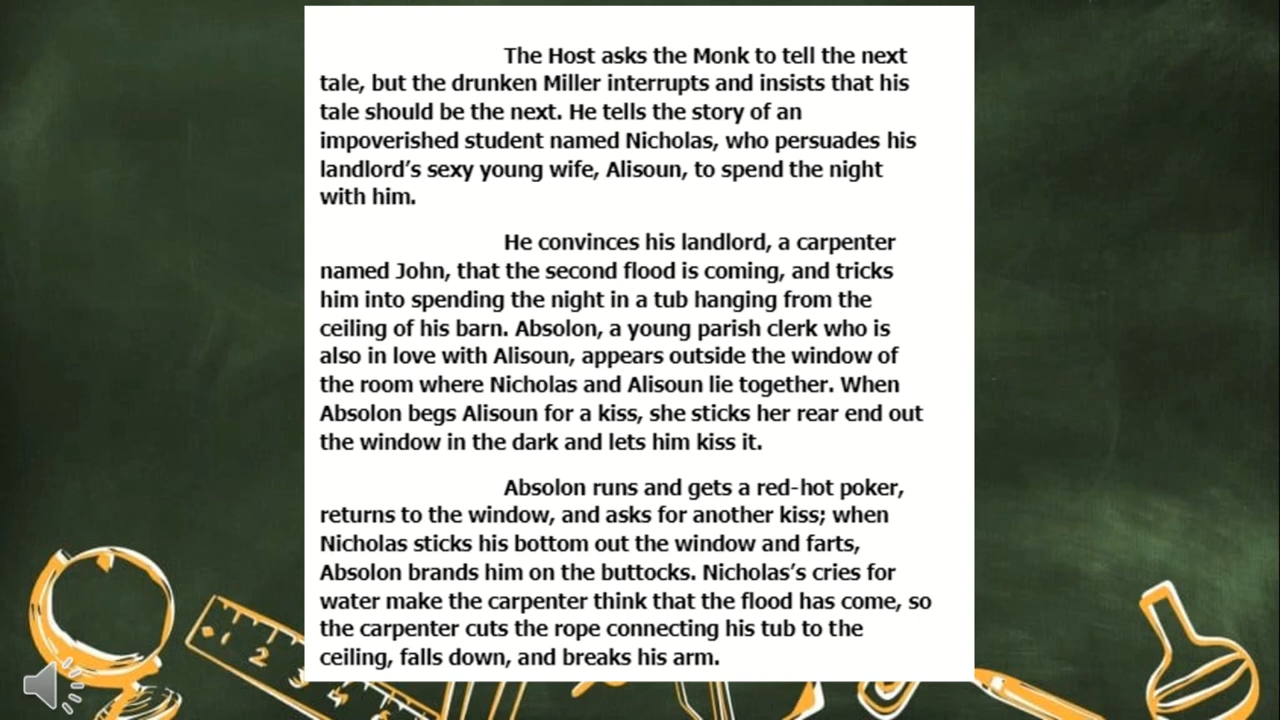 The Host asks the Monk to tell the next
tale, but the drunken Miller interrupts and insists that his
tale should be the next. He tells the story of an
impoverished student named Nicholas, who persuades his
landlord’s sexy young wife, Alisoun, to spend the night
with him.
He convinces his landlord, a carpenter
named John, that the second flood is coming, and tricks
him into spending the night in a tub hanging from the
ceiling of his barn. Absolon, a young parish clerk who is
also in love with Alisoun, appears outside the window of
the room where Nicholas and Alisoun lie together. When
Absolon begs Alisoun for a kiss, she sticks her rear end out
the window in the dark and lets him kiss it.
Absolon runs and gets a red-hot poker,
returns to the window, and asks for another kiss; when
Nicholas sticks his bottom out the window and farts,
Absolon brands him on the buttocks. Nicholas’s cries for
water make the carpenter think that the flood has come, so
the carpenter cuts the rope connecting his tub to the
ceiling, falls down, and breaks his arm.
1 2 3 4